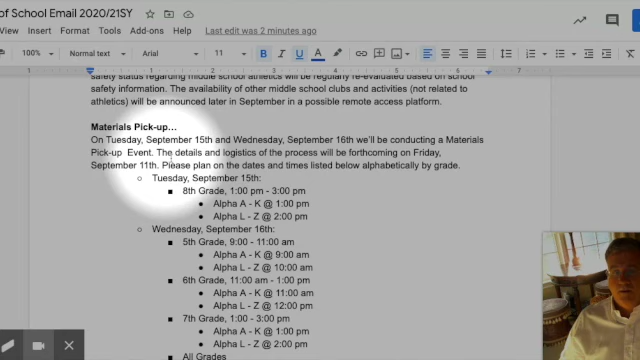 of School Email 2020/21SY
View Insert Format Tools Add-ons Help Last edit was 2 minutes ago
100% Normal text Arial 11 B I U A
safety status regarding middle school athletics will be regularly re-evaluated based on school
safety information. The availability of other middle school clubs and activities (not related to
athletics) will be announced later in September in a possible remote access platform.
Materials Pick-up…
On Tuesday, September 15th and Wednesday, September 16th we'll be conducting a Materials
Pick-up Event. The details and logistics of the process will be forthcoming on Friday,
September 11th. Please plan on the dates and times listed below alphabetically by grade.
○ Tuesday, September 15th:
■ 8th Grade, 1:00 pm - 3:00 pm
● Alpha A - K @ 1:00 pm
● Alpha L - Z @ 2:00 pm
○ Wednesday, September 16th:
■ 5th Grade, 9:00 - 11:00 am
● Alpha A - K @ 9:00 am
● Alpha L - Z @ 10:00 am
■ 6th Grade, 11:00 am - 1:00 pm
● Alpha A - K @ 11:00 am
● Alpha L - Z @ 12:00 pm
■ 7th Grade, 1:00 - 3:00 pm
● Alpha A - K @ 1:00 pm
● Alpha L - Z @ 2:00 pm
■ All Grades